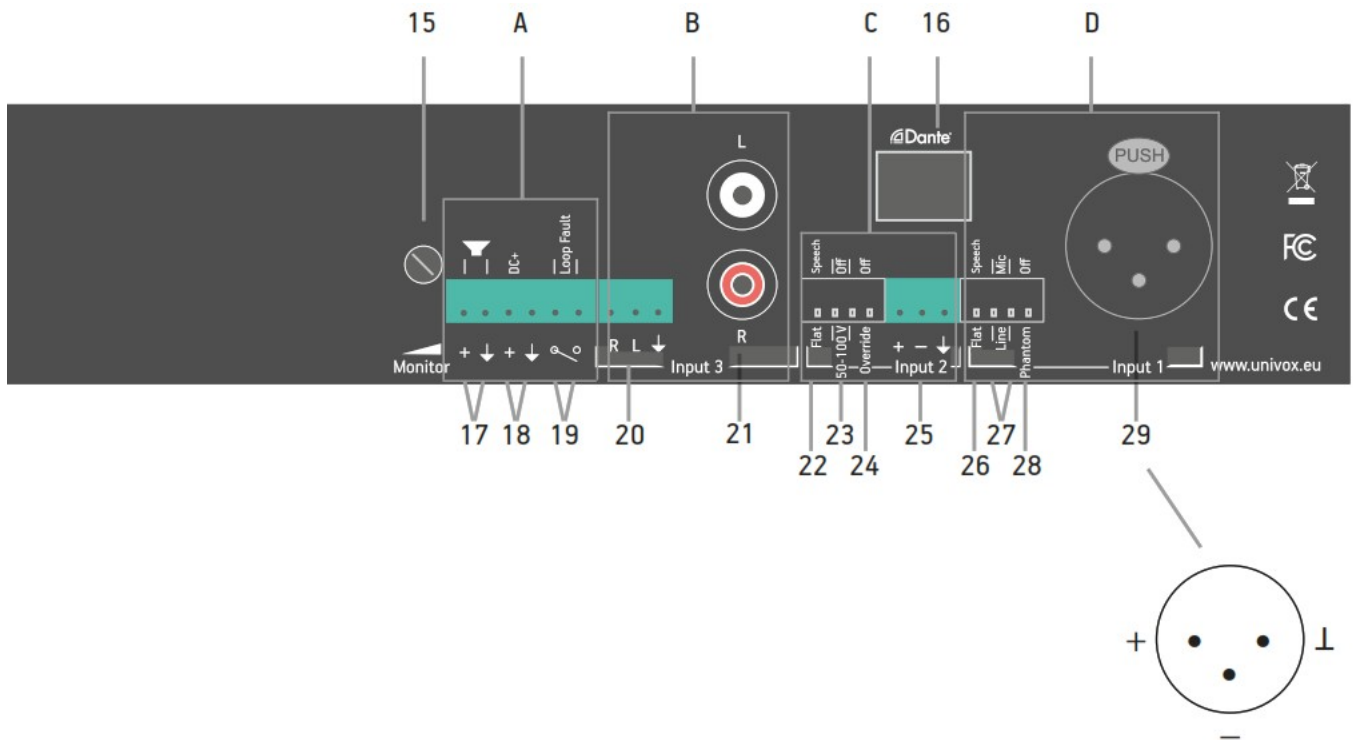 15 A B C 16 D
Dante
PUSH
L
Loop Fault
DC+
Speech
Off
Off
Speech
Mic
Off
FC
CE
R
+ + R L
Flat
50-100 V
Override
+ –
Flat
Line
Phantom
Monitor
Input 3
Input 2
Input 1
www.univox.eu
17 18 19 20 21 22 23 24 25 26 27 28 29
+ ⊥
–